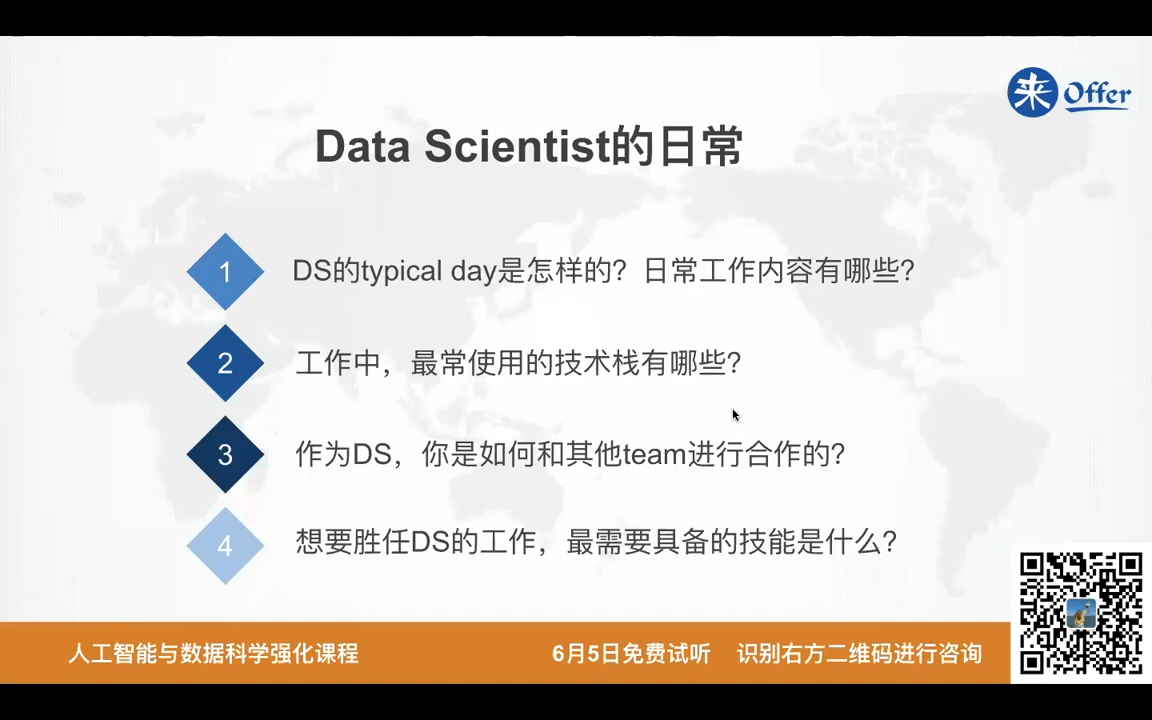 来 Offer
Data Scientist的日常
1 DS的typical day是怎样的？日常工作内容有哪些？
2 工作中，最常使用的技术栈有哪些？
3 作为DS，你是如何和其他team进行合作的？
4 想要胜任DS的工作，最需要具备的技能是什么？
人工智能与数据科学强化课程 6月5日免费试听 识别右方二维码进行咨询